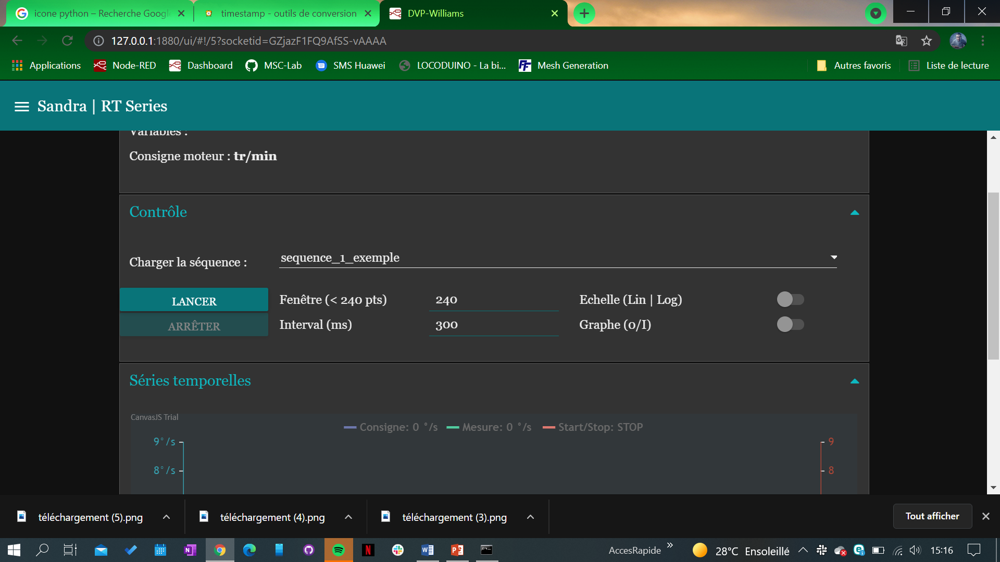 icone python – Recherche Googl
timestamp - outils de conversion
DVP-Williams
127.0.0.1:1880/ui/#!/5?socketid=GZjazF1FQ9AfSS-vAAAA
Applications
Node-RED
Dashboard
MSC-Lab
SMS Huawei
LOCODUINO - La bi...
Mesh Generation
Autres favoris
Liste de lecture
Sandra | RT Series
Variables :
Consigne moteur : tr/min
Contrôle
Charger la séquence :
sequence_1_exemple
LANCER
Fenêtre (< 240 pts)
240
Echelle (Lin | Log)
ARRÊTER
Interval (ms)
300
Graphe (0/I)
Séries temporelles
CanvasJS Trial
Consigne: 0 °/s
Mesure: 0 °/s
Start/Stop: STOP
9°/s
9
8°/s
8
téléchargement (5).png
téléchargement (4).png
téléchargement (3).png
Tout afficher
AccesRapide
28°C Ensoleillé
15:16